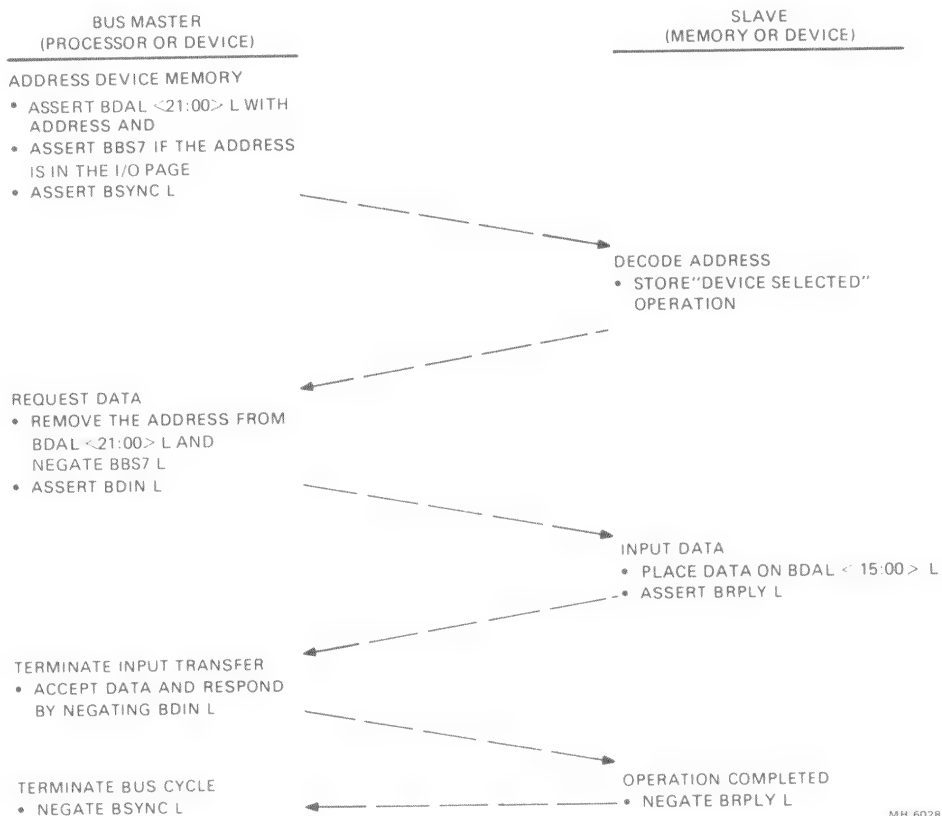 BUS MASTER
(PROCESSOR OR DEVICE)
SLAVE
(MEMORY OR DEVICE)
ADDRESS DEVICE MEMORY
• ASSERT BDAL <21:00> L WITH
ADDRESS AND
• ASSERT BBS7 IF THE ADDRESS
IS IN THE I/O PAGE
• ASSERT BSYNC L
DECODE ADDRESS
• STORE"DEVICE SELECTED"
OPERATION
REQUEST DATA
• REMOVE THE ADDRESS FROM
BDAL <21:00> L AND
NEGATE BBS7 L
• ASSERT BDIN L
INPUT DATA
• PLACE DATA ON BDAL < 15:00 > L
• ASSERT BRPLY L
TERMINATE INPUT TRANSFER
• ACCEPT DATA AND RESPOND
BY NEGATING BDIN L
OPERATION COMPLETED
• NEGATE BRPLY L
TERMINATE BUS CYCLE
• NEGATE BSYNC L
MH 6028